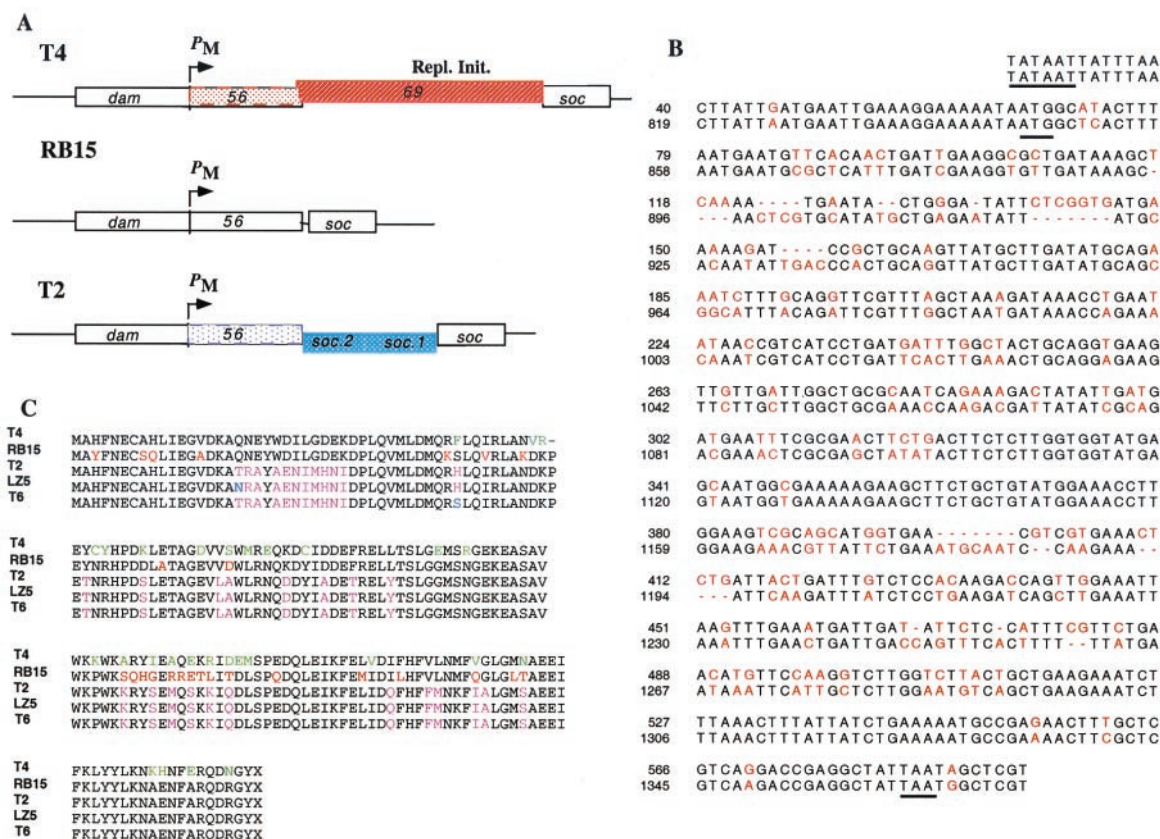 A
T4
PM
Repl. Init.
dam 56 69 soc
RB15
PM
dam 56 soc
T2
PM
dam 56 soc.2 soc.1 soc
C
T4 MAHFNECAHLIEGVDKAQNEYWDILGDEKDPLQVMLDMQRFLQIRLANVR-
RB15 MAYFNECSQLIEGADKAQNEYWDILGDEKDPLQVMLDMQKSLQVRLAKDKP
T2 MAHFNECAHLIEGVDKATRAYAENIMHNIDPLQVMLDMQRHLQIRLANDKP
LZ5 MAHFNECAHLIEGVDKANRAYAENIMHNIDPLQVMLDMQRHLQIRLANDKP
T6 MAHFNECAHLIEGVDKATRAYAENIMHNIDPLQVMLDMQRSLQIRLANDKP
T4 EYCYHPDKLETAGDVVSWMREQKDCIDDEFRELLTSLGEMSRGEKEASAV
RB15 EYNRHPDDLATAGEVVDWLRNQKDYIDDEFRELLTSLGGMSNGEKEASAV
T2 ETNRHPDSLETAGEVLAWLRNQDDYIADETRELYTSLGGMSNGEKEASAV
LZ5 ETNRHPDSLETAGEVLAWLRNQDDYIADETRELYTSLGGMSNGEKEASAV
T6 ETNRHPDSLETAGEVLAWLRNQDDYIADETRELYTSLGGMSNGEKEASAV
T4 WKKWKARYIEAQEKRIDEMSPEDQLEIKFELVDIFHFVLNMFVGLGMNAEEI
RB15 WKPWKSQHGERRETLITDLSPQDQLEIKFEMIDILHFVLNMFQGLGLTAEEI
T2 WKPWKKRYSEMQSKKIQDLSPEDQLEIKFELIDQFHFFMNKFIALGMSAEEI
LZ5 WKPWKKRYSEMQSKKIQDLSPEDQLEIKFELIDQFHFFMNKFIALGMSAEEI
T6 WKPWKKRYSEMQSKKIQDLSPEDQLEIKFELIDQFHFFMNKFIALGMSAEEI
T4 FKLYYLKNKHNFERQDNGYX
RB15 FKLYYLKNAENFARQDRGYX
T2 FKLYYLKNAENFARQDRGYX
LZ5 FKLYYLKNAENFARQDRGYX
T6 FKLYYLKNAENFARQDRGYX
B
TATAATTATTTAA
TATAATTATTTAA
40 CTTATTGATGAATTGAAAGGAAAAATAATGGCATACTTT
819 CTTATTAATGAATTGAAAGGAAAAATAATGGCTCACTTT
79 AATGAATGTTCACAACTGATTGAAGGCGCTGATAAAGCT
858 AATGAATGCGCTCATTTGATCGAAGGTGTTGATAAAGC-
118 CAAAA----TGAATA--CTGGGA-TATTCTCGGTGATGA
896 ---AACTCGTGCATATGCTGAGAATATT-----ATGC
150 AAAAGAT-----CCGCTGCAAGTTATGCTTGATATGCAGA
925 ACAATATTGACCCACTGCAGGTTATGCTTGATATGCAGC
185 AATCTTTGCAGGTTCGTTTAGCTAAAGATAAACCTGAAT
964 GGCATTTACAGATTCGTTTGGCTAATGATAAACCAGAAA
224 ATAACCGTCATCCTGATGATTTGGCTACTGCAGGTGAAG
1003 CAAATCGTCATCCTGATTCACTTGAAACTGCAGGAGAAG
263 TTGTTGATTGGCTGCGCAATCAGAAAGACTATATTGATG
1042 TTCTTGCTTGGCTGCGAAACCAAGACGATTATATCGCAG
302 ATGAATTTCGCGAACTTCTGACTTCTCTTGGTGGTATGA
1081 ACGAAACTCGCGAGCTATATACTTCTCTTGGTGGTATGA
341 GCAATGGCGAAAAAGAAGCTTCTGCTGTATGGAAACCTT
1120 GTAATGGTGAAAAAGAAGCTTCTGCTGTATGGAAACCTT
380 GGAAGTCGCAGCATGGTGAA-------CGTCGTGAAACT
1159 GGAAGAAACGTTATTCTGAAATGCAATC--CAAGAAA--
412 CTGATTACTGATTTGTCTCCACAAGACCAGTTGGAAATT
1194 ---ATTCAAGATTTATCTCCTGAAGATCAGCTTGAAATT
451 AAGTTTGAAATGATTGAT-ATTCTC-CATTTCGTTCTGA
1230 AAATTTGAACTGATTGACCAGTTTCACTTTT--TTATGA
488 ACATGTTCCAAGGTCTTGGTCTTACTGCTGAAGAAATCT
1267 ATAAATTCATTGCTCTTGGAATGTCAGCTGAAGAAATCT
527 TTAAACTTTATTATCTGAAAAATGCCGAGAACTTTGCTC
1306 TTAAACTTTATTATCTGAAAAATGCCGAAAACTTCGCTC
566 GTCAGGACCGAGGCTATTAATAGCTCGT
1345 GTCAAGACCGAGGCTATTAATGGCTCGT